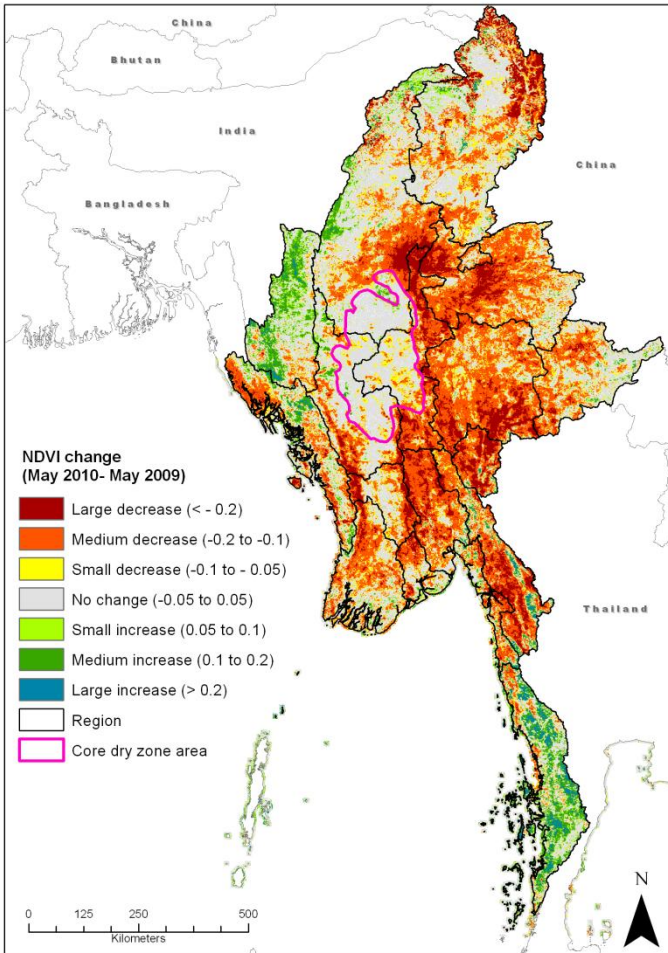 China
Bhutan
India
China
Bangladesh
NDVI change
(May 2010- May 2009)
Large decrease (< - 0.2)
Medium decrease (-0.2 to -0.1)
Small decrease (-0.1 to - 0.05)
No change (-0.05 to 0.05)
Small increase (0.05 to 0.1)
Medium increase (0.1 to 0.2)
Large increase (> 0.2)
Region
Core dry zone area
Thailand
N
0 125 250 500
Kilometers